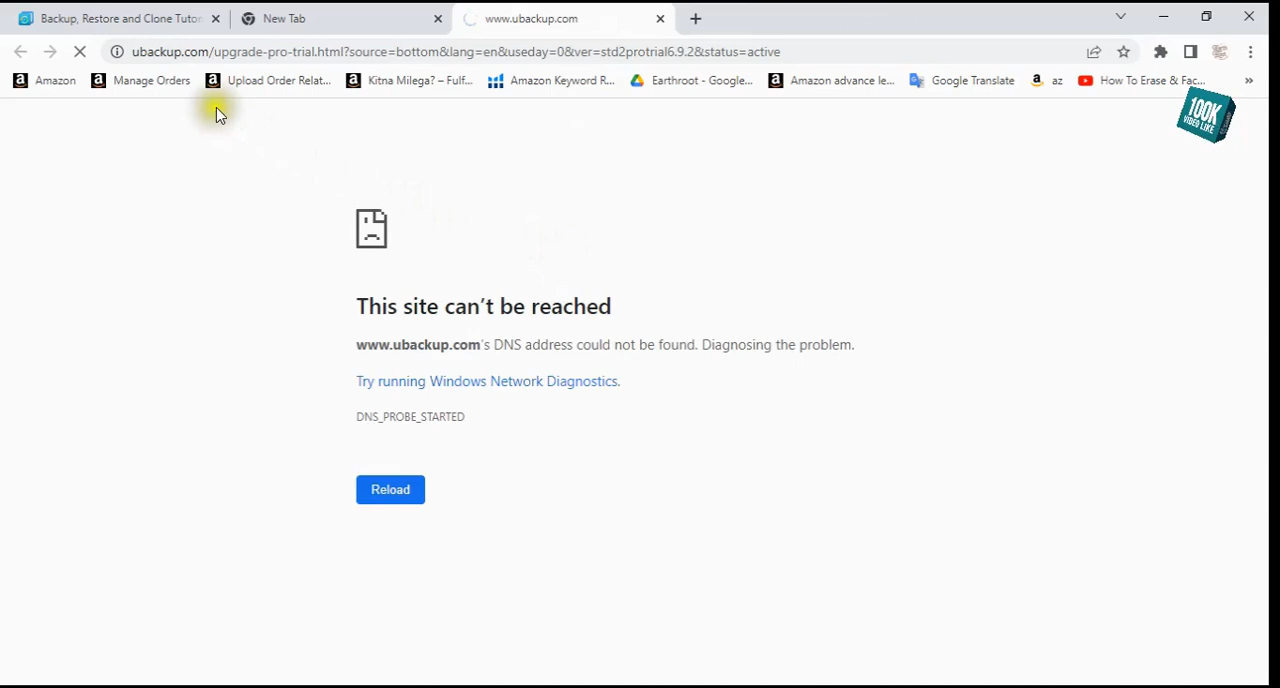 Backup, Restore and Clone Tutor
New Tab
www.ubackup.com
ubackup.com/upgrade-pro-trial.html?source=bottom&lang=en&useday=0&ver=std2protrial6.9.2&status=active
Amazon
Manage Orders
Upload Order Relat...
Kitna Milega? – Fulf...
Amazon Keyword R...
Earthroot - Google...
Amazon advance le...
Google Translate
az
How To Erase & Fac...
»
100K
VIDEO LIKE
This site can't be reached
www.ubackup.com's DNS address could not be found. Diagnosing the problem.
Try running Windows Network Diagnostics.
DNS_PROBE_STARTED
Reload